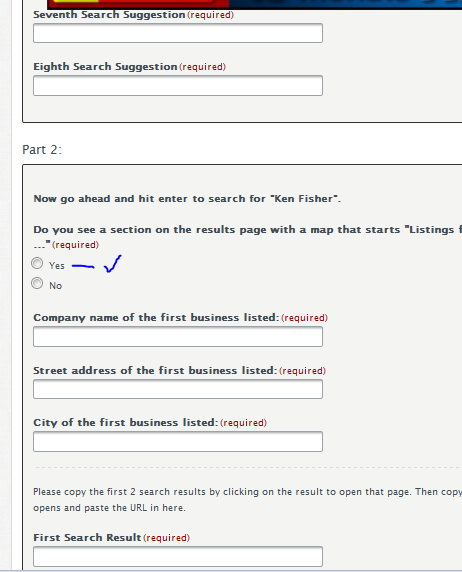 Seventh Search Suggestion (required)
Eighth Search Suggestion (required)
Part 2:
Now go ahead and hit enter to search for "Ken Fisher".
Do you see a section on the results page with a map that starts "Listings f
..." (required)
Yes
No
Company name of the first business listed: (required)
Street address of the first business listed: (required)
City of the first business listed: (required)
Please copy the first 2 search results by clicking on the result to open that page. Then copy
opens and paste the URL in here.
First Search Result (required)